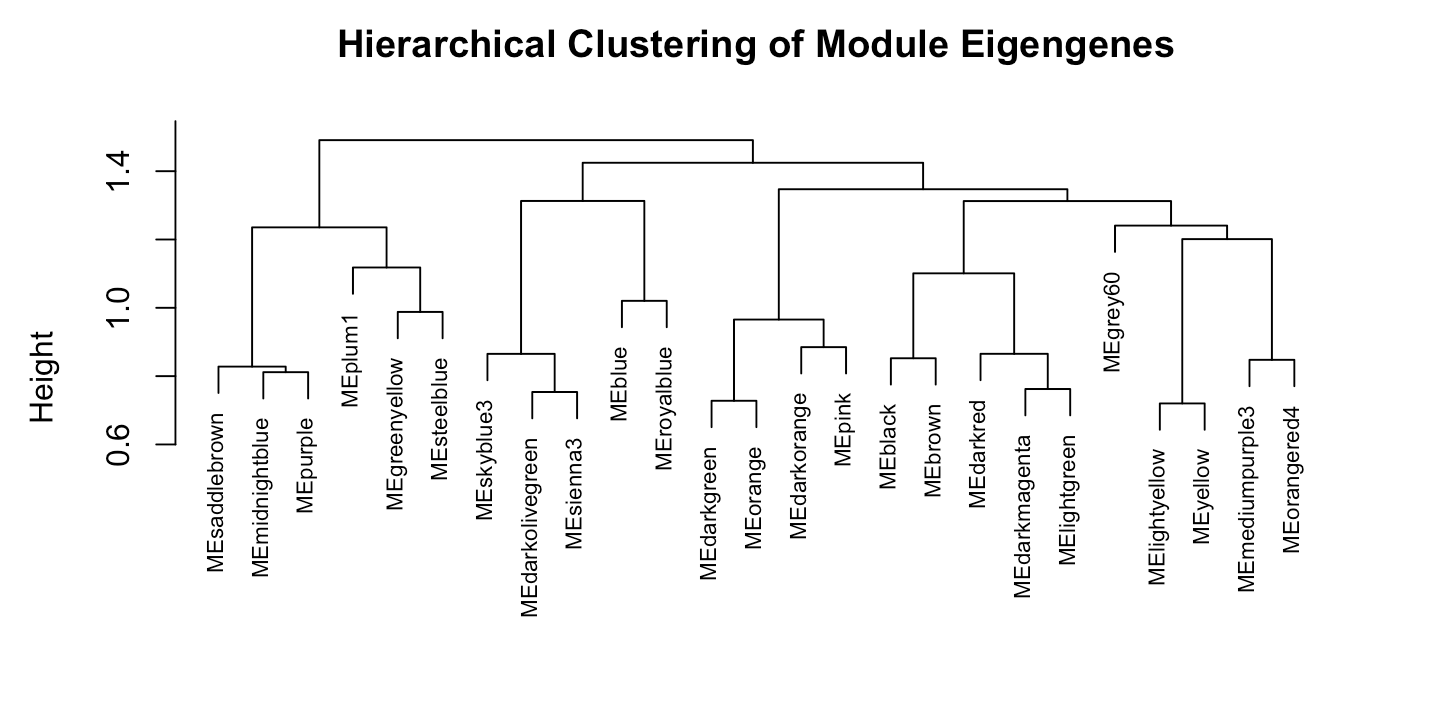 Hierarchical Clustering of Module Eigengenes
Height
1.4
1.0
0.6
MEsaddlebrown
MEmidnightblue
MEpurple
MEplum1
MEgreenyellow
MEsteelblue
MEskyblue3
MEdarkolivegreen
MEsienna3
MEblue
MEroyalblue
MEdarkgreen
MEorange
MEdarkorange
MEpink
MEblack
MEbrown
MEdarkred
MEdarkmagenta
MElightgreen
MEgrey60
MElightyellow
MEyellow
MEmediumpurple3
MEorangered4